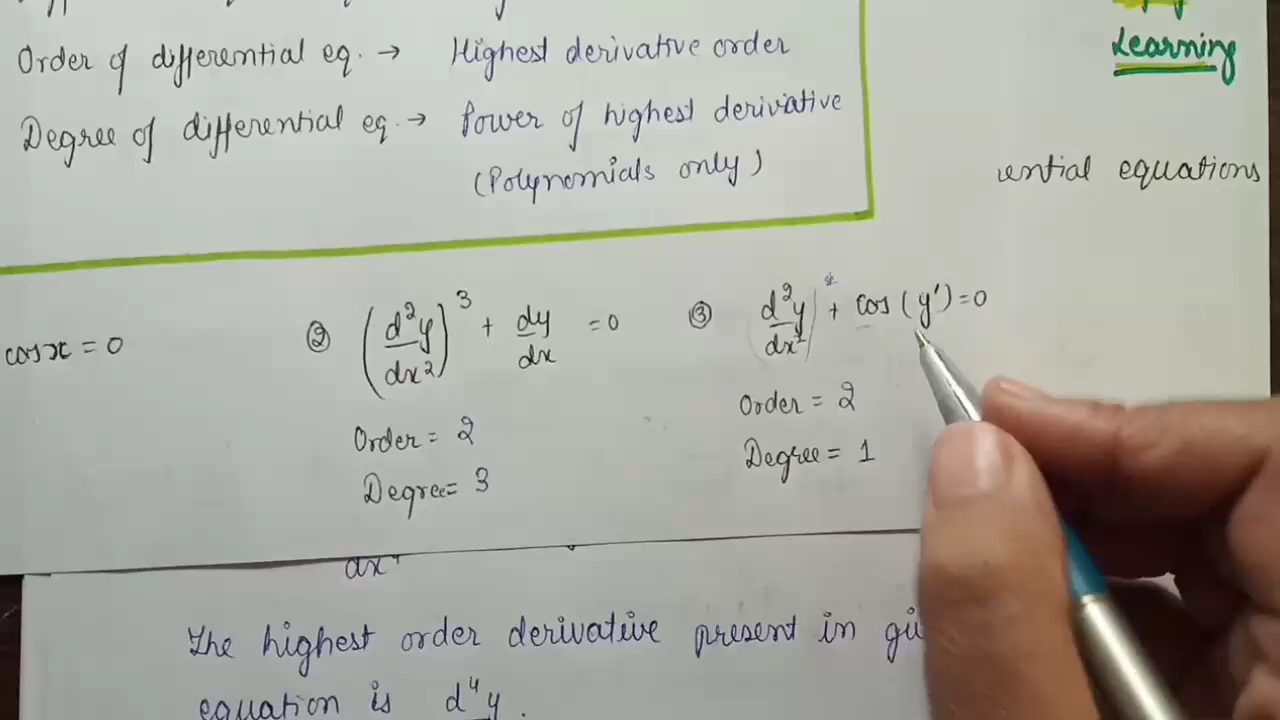 Learning
Order of differential eq. → Highest derivative order
Degree of differential eq. → Power of highest derivative
(Polynomials only)
ential equations
cos x = 0
② (d²y/dx²)³ + dy/dx = 0
Order = 2
Degree = 3
③ d²y/dx² + cos(y') = 0
Order = 2
Degree = 1
dx⁴
The highest order derivative present in gi
equation is d⁴y